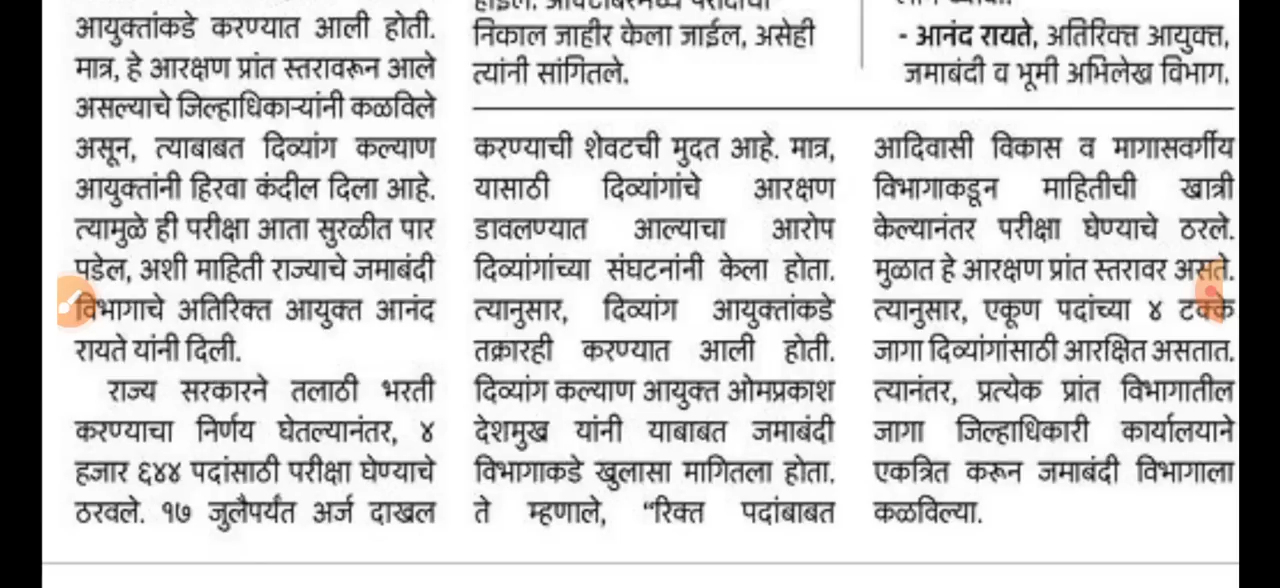 आयुक्तांकडे करण्यात आली होती.
मात्र, हे आरक्षण प्रांत स्तरावरून आले
असल्याचे जिल्हाधिकाऱ्यांनी कळविले
असून, त्याबाबत दिव्यांग कल्याण
आयुक्तांनी हिरवा कंदील दिला आहे.
त्यामुळे ही परीक्षा आता सुरळीत पार
पडेल, अशी माहिती राज्याचे जमाबंदी
विभागाचे अतिरिक्त आयुक्त आनंद
रायते यांनी दिली.
राज्य सरकारने तलाठी भरती
करण्याचा निर्णय घेतल्यानंतर, ४
हजार ६४४ पदांसाठी परीक्षा घेण्याचे
ठरवले. १७ जुलैपर्यंत अर्ज दाखल
निकाल जाहीर केला जाईल, असेही
त्यांनी सांगितले.
- आनंद रायते, अतिरिक्त आयुक्त,
जमाबंदी व भूमी अभिलेख विभाग.
करण्याची शेवटची मुदत आहे. मात्र,
यासाठी दिव्यांगांचे आरक्षण
डावलण्यात आल्याचा आरोप
दिव्यांगांच्या संघटनांनी केला होता.
त्यानुसार, दिव्यांग आयुक्तांकडे
तक्रारही करण्यात आली होती.
दिव्यांग कल्याण आयुक्त ओमप्रकाश
देशमुख यांनी याबाबत जमाबंदी
विभागाकडे खुलासा मागितला होता.
ते म्हणाले, “रिक्त पदांबाबत
आदिवासी विकास व मागासवर्गीय
विभागाकडून माहितीची खात्री
केल्यानंतर परीक्षा घेण्याचे ठरले.
मुळात हे आरक्षण प्रांत स्तरावर असते.
त्यानुसार, एकूण पदांच्या ४ टक्के
जागा दिव्यांगांसाठी आरक्षित असतात.
त्यानंतर, प्रत्येक प्रांत विभागातील
जागा जिल्हाधिकारी कार्यालयाने
एकत्रित करून जमाबंदी विभागाला
कळविल्या.